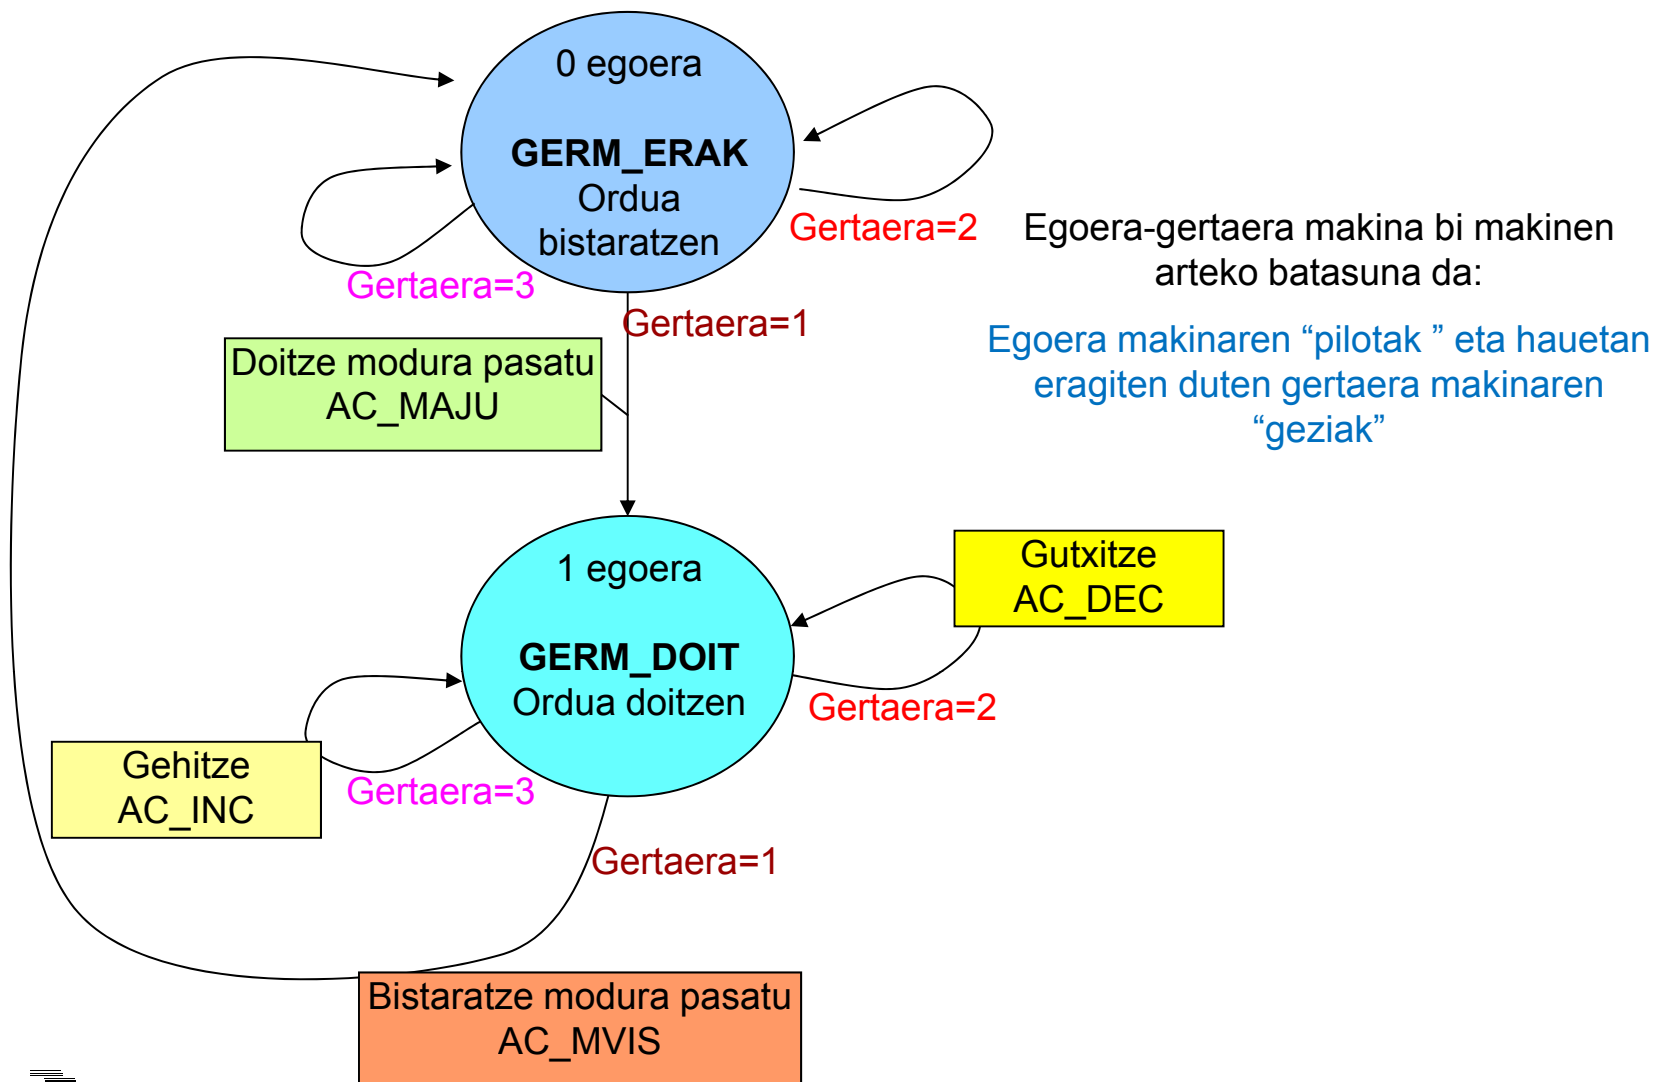 0 egoera
GERM_ERAK
Ordua
bistaratzen
Gertaera=2
Gertaera=3
Gertaera=1
Egoera-gertaera makina bi makinen
arteko batasuna da:
Egoera makinaren “pilotak ” eta hauetan
eragiten duten gertaera makinaren
“geziak”
Doitze modura pasatu
AC_MAJU
1 egoera
GERM_DOIT
Ordua doitzen
Gutxitze
AC_DEC
Gertaera=2
Gehitze
AC_INC
Gertaera=3
Gertaera=1
Bistaratze modura pasatu
AC_MVIS